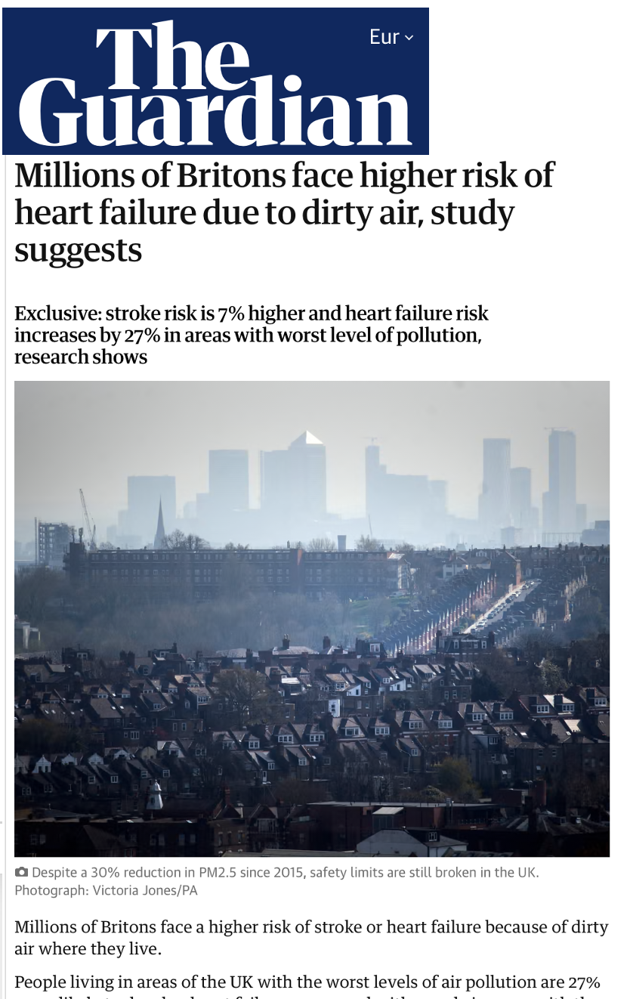 Eur
The
Guardian
Millions of Britons face higher risk of
heart failure due to dirty air, study
suggests
Exclusive: stroke risk is 7% higher and heart failure risk
increases by 27% in areas with worst level of pollution,
research shows
Despite a 30% reduction in PM2.5 since 2015, safety limits are still broken in the UK.
Photograph: Victoria Jones/PA
Millions of Britons face a higher risk of stroke or heart failure because of dirty
air where they live.
People living in areas of the UK with the worst levels of air pollution are 27%